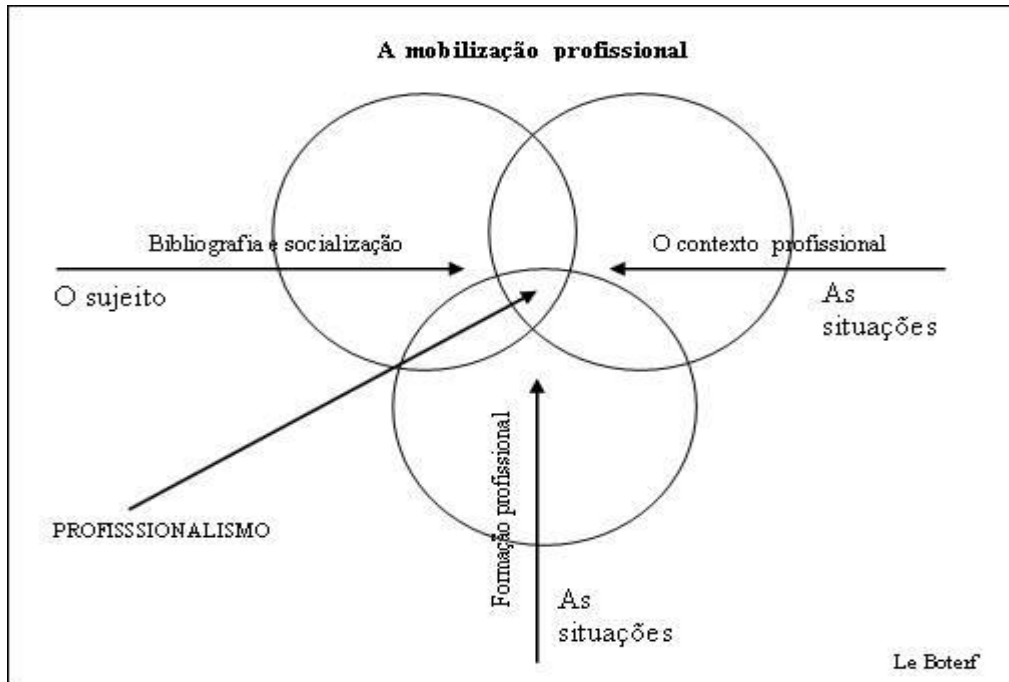 A mobilização profissional
Bibliografia e socialização
O contexto profissional
O sujeito
As
situações
PROFISSSIONALISMO
Formação profissional
As
situações
Le Boterf